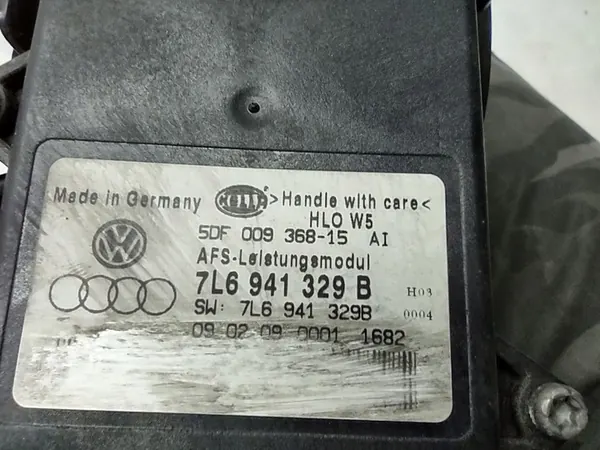 Made in Germany HELLA >Handle with care<
HLO W5
5DF 009 368-15 AI
AFS-Leistungsmodul
7L6 941 329 B H03
SW: 7L6 941 329B 0004
09 02 09 0001 1682